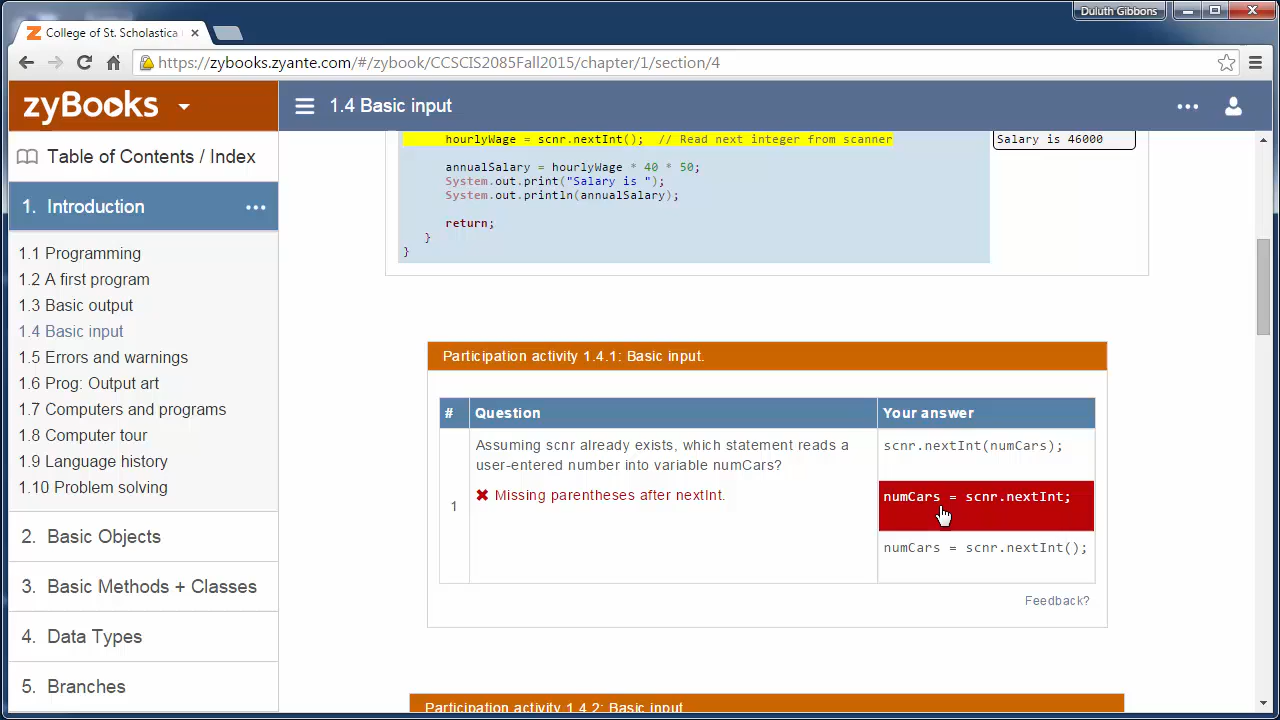 Duluth Gibbons
College of St. Scholastica
https://zybooks.zyante.com/#/zybook/CCSCIS2085Fall2015/chapter/1/section/4
zyBooks
1.4 Basic input
Table of Contents / Index
1. Introduction
1.1 Programming
1.2 A first program
1.3 Basic output
1.4 Basic input
1.5 Errors and warnings
1.6 Prog: Output art
1.7 Computers and programs
1.8 Computer tour
1.9 Language history
1.10 Problem solving
2. Basic Objects
3. Basic Methods + Classes
4. Data Types
5. Branches
hourlyWage = scnr.nextInt(); // Read next integer from scanner
Salary is 46000
annualSalary = hourlyWage * 40 * 50;
System.out.print("Salary is ");
System.out.println(annualSalary);
return;
}
}
Participation activity 1.4.1: Basic input.
# Question Your answer
1
Assuming scnr already exists, which statement reads a
user-entered number into variable numCars?
✖ Missing parentheses after nextInt.
scnr.nextInt(numCars);
numCars = scnr.nextInt;
numCars = scnr.nextInt();
Feedback?
Participation activity 1.4.2: Basic input